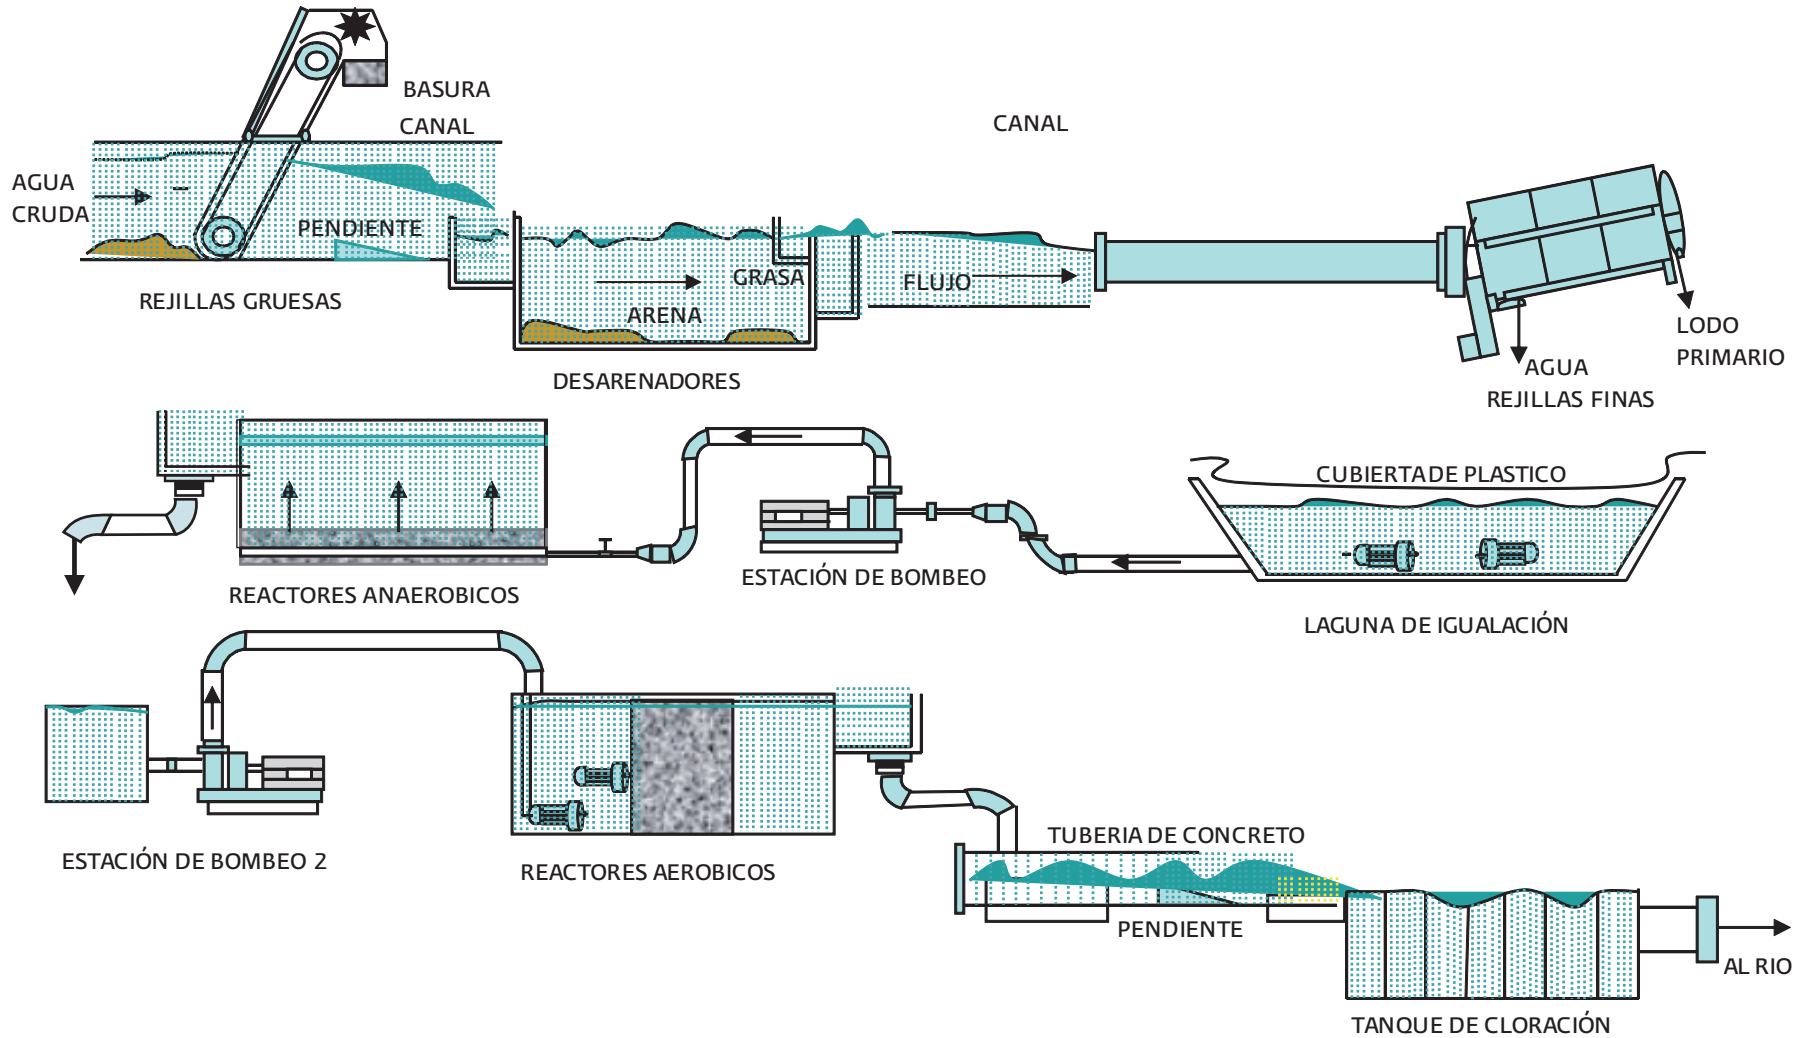 BASURA
CANAL
CANAL
AGUA
CRUDA
PENDIENTE
GRASA
FLUJO
REJILLAS GRUESAS
ARENA
LODO
PRIMARIO
AGUA
DESARENADORES
REJILLAS FINAS
CUBIERTA DE PLASTICO
ESTACIÓN DE BOMBEO
REACTORES ANAEROBICOS
LAGUNA DE IGUALACIÓN
TUBERIA DE CONCRETO
ESTACIÓN DE BOMBEO 2
REACTORES AEROBICOS
PENDIENTE
AL RIO
TANQUE DE CLORACIÓN